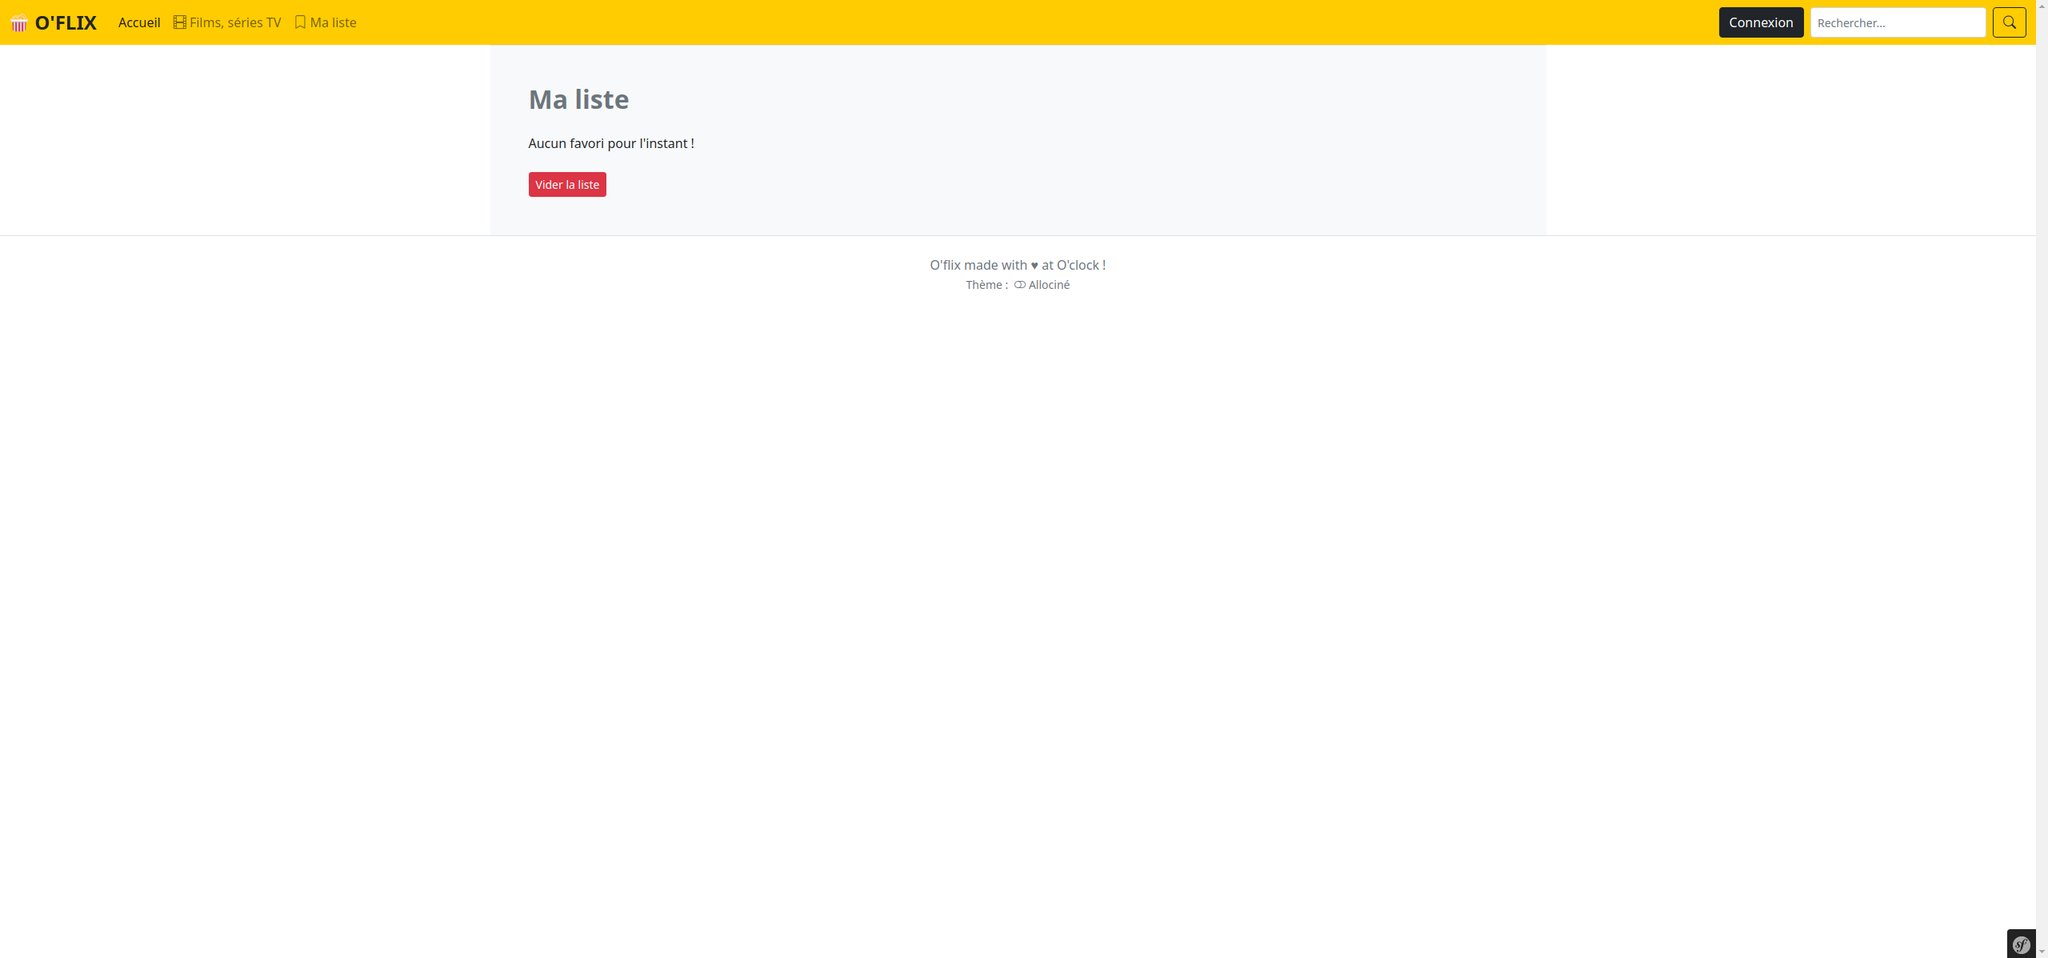 O'FLIX Accueil Films, séries TV Ma liste Connexion Rechercher...
Ma liste
Aucun favori pour l'instant !
Vider la liste
O'flix made with ♥ at O'clock !
Thème : Allociné
sf